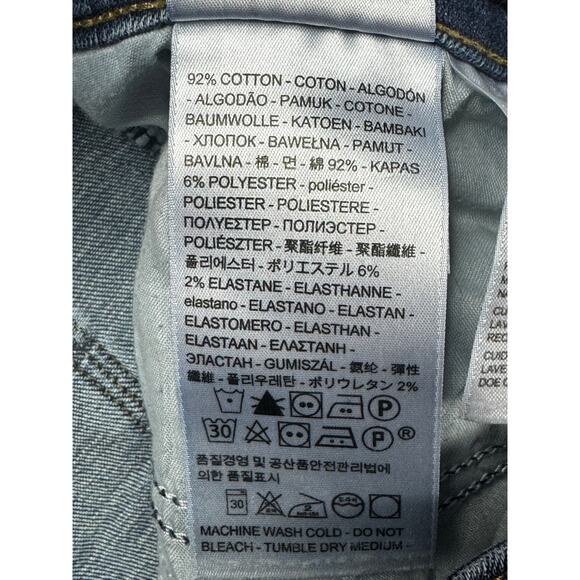 92% COTTON - COTON - ALGODÓN
- ALGODÃO - PAMUK - COTONE -
BAUMWOLLE - KATOEN - BAMBAKI
- ХЛОПОК - BAWEŁNA - PAMUT -
BAVLNA - 棉 - 면 - 綿 92% - KAPAS
6% POLYESTER - poliéster -
POLIESTER - POLIESTERE -
ΠΟΛΥΕΣΤΕΡ - ПОЛИЭСТЕР -
POLIÉSZTER - 聚酯纤维 - 聚酯纖維 -
폴리에스터 - ポリエステル 6%
2% ELASTANE - ELASTHANNE -
elastano - ELASTANO - ELASTAN -
ELASTOMERO - ELASTHAN -
ELASTAAN - ΕΛΑΣΤΑΝΗ -
ЭЛАСТАН - GUMISZÁL - 氨纶 - 彈性
纖維 - 폴리우레탄 - ポリウレタン 2%
P
30 P ®
품질경영 및 공산품안전관리법에
의한 품질표시
30
MACHINE WASH COLD - DO NOT
BLEACH - TUMBLE DRY MEDIUM -